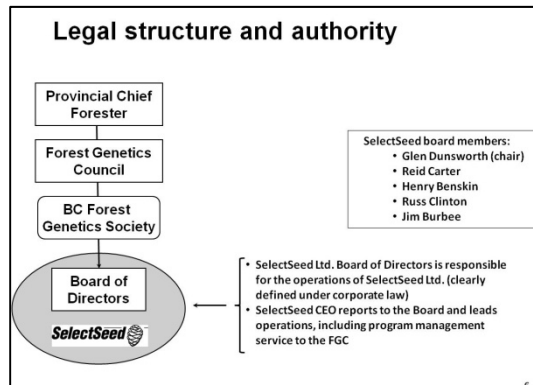 Legal structure and authority
Provincial Chief
Forester
Forest Genetics
Council
BC Forest
Genetics Society
Board of
Directors
SelectSeed
SelectSeed board members:
• Glen Dunsworth (chair)
• Reid Carter
• Henry Benskin
• Russ Clinton
• Jim Burbee
• SelectSeed Ltd. Board of Directors is responsible
for the operations of SelectSeed Ltd. (clearly
defined under corporate law)
• SelectSeed CEO reports to the Board and leads
operations, including program management
service to the FGC